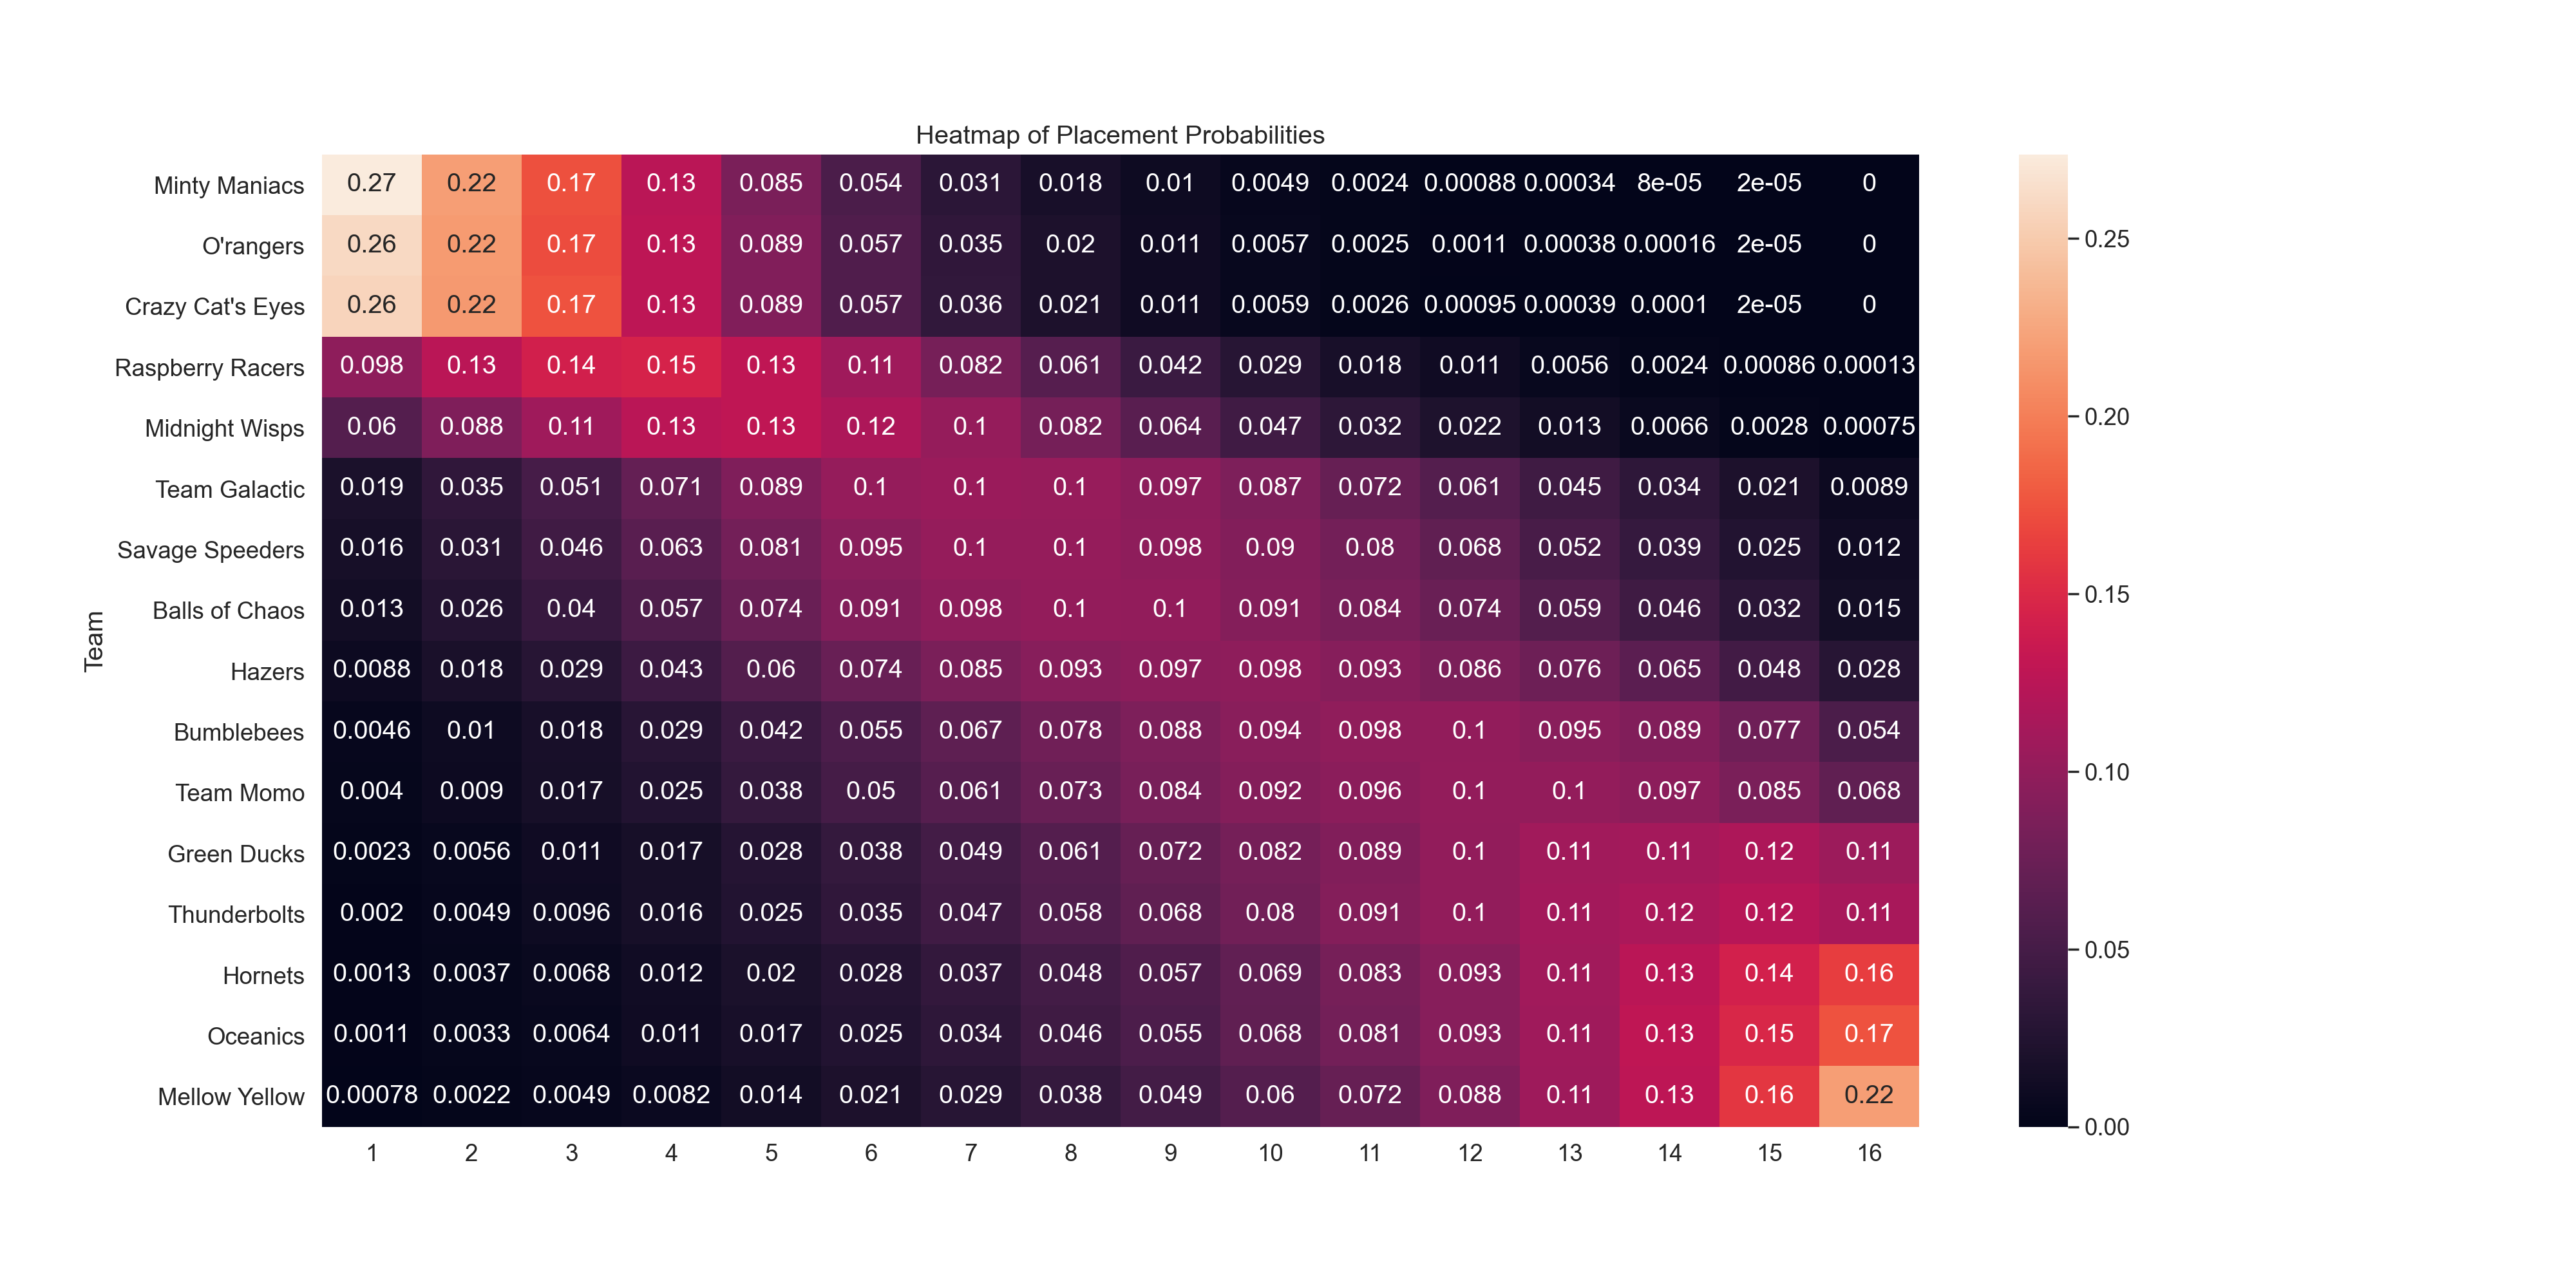 Heatmap of Placement Probabilities
Minty Maniacs 0.27 0.22 0.17 0.13 0.085 0.054 0.031 0.018 0.01 0.0049 0.0024 0.00088 0.00034 8e-05 2e-05 0
O'rangers 0.26 0.22 0.17 0.13 0.089 0.057 0.035 0.02 0.011 0.0057 0.0025 0.0011 0.00038 0.00016 2e-05 0
0.25
Crazy Cat's Eyes 0.26 0.22 0.17 0.13 0.089 0.057 0.036 0.021 0.011 0.0059 0.0026 0.00095 0.00039 0.0001 2e-05 0
Raspberry Racers 0.098 0.13 0.14 0.15 0.13 0.11 0.082 0.061 0.042 0.029 0.018 0.011 0.0056 0.0024 0.00086 0.00013
0.20
Midnight Wisps 0.06 0.088 0.11 0.13 0.13 0.12 0.1 0.082 0.064 0.047 0.032 0.022 0.013 0.0066 0.0028 0.00075
Team Galactic 0.019 0.035 0.051 0.071 0.089 0.1 0.1 0.1 0.097 0.087 0.072 0.061 0.045 0.034 0.021 0.0089
Savage Speeders 0.016 0.031 0.046 0.063 0.081 0.095 0.1 0.1 0.098 0.09 0.08 0.068 0.052 0.039 0.025 0.012
0.15
Balls of Chaos 0.013 0.026 0.04 0.057 0.074 0.091 0.098 0.1 0.1 0.091 0.084 0.074 0.059 0.046 0.032 0.015
Team
Hazers 0.0088 0.018 0.029 0.043 0.06 0.074 0.085 0.093 0.097 0.098 0.093 0.086 0.076 0.065 0.048 0.028
Bumblebees 0.0046 0.01 0.018 0.029 0.042 0.055 0.067 0.078 0.088 0.094 0.098 0.1 0.095 0.089 0.077 0.054
0.10
Team Momo 0.004 0.009 0.017 0.025 0.038 0.05 0.061 0.073 0.084 0.092 0.096 0.1 0.1 0.097 0.085 0.068
Green Ducks 0.0023 0.0056 0.011 0.017 0.028 0.038 0.049 0.061 0.072 0.082 0.089 0.1 0.11 0.11 0.12 0.11
Thunderbolts 0.002 0.0049 0.0096 0.016 0.025 0.035 0.047 0.058 0.068 0.08 0.091 0.1 0.11 0.12 0.12 0.11
0.05
Hornets 0.0013 0.0037 0.0068 0.012 0.02 0.028 0.037 0.048 0.057 0.069 0.083 0.093 0.11 0.13 0.14 0.16
Oceanics 0.0011 0.0033 0.0064 0.011 0.017 0.025 0.034 0.046 0.055 0.068 0.081 0.093 0.11 0.13 0.15 0.17
Mellow Yellow 0.00078 0.0022 0.0049 0.0082 0.014 0.021 0.029 0.038 0.049 0.06 0.072 0.088 0.11 0.13 0.16 0.22
0.00
1 2 3 4 5 6 7 8 9 10 11 12 13 14 15 16